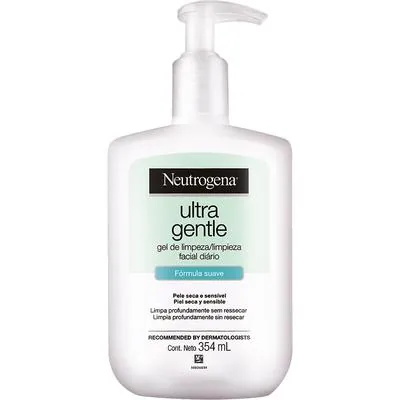 Neutrogena®
ultra
gentle
gel de limpeza/limpieza
facial diário
Fórmula suave
Pele seca e sensível
Piel seca y sensible
Limpa profundamente sem ressecar
Limpia profundamente sin resecar
RECOMMENDED BY DERMATOLOGISTS
Cont. Neto 354 mL